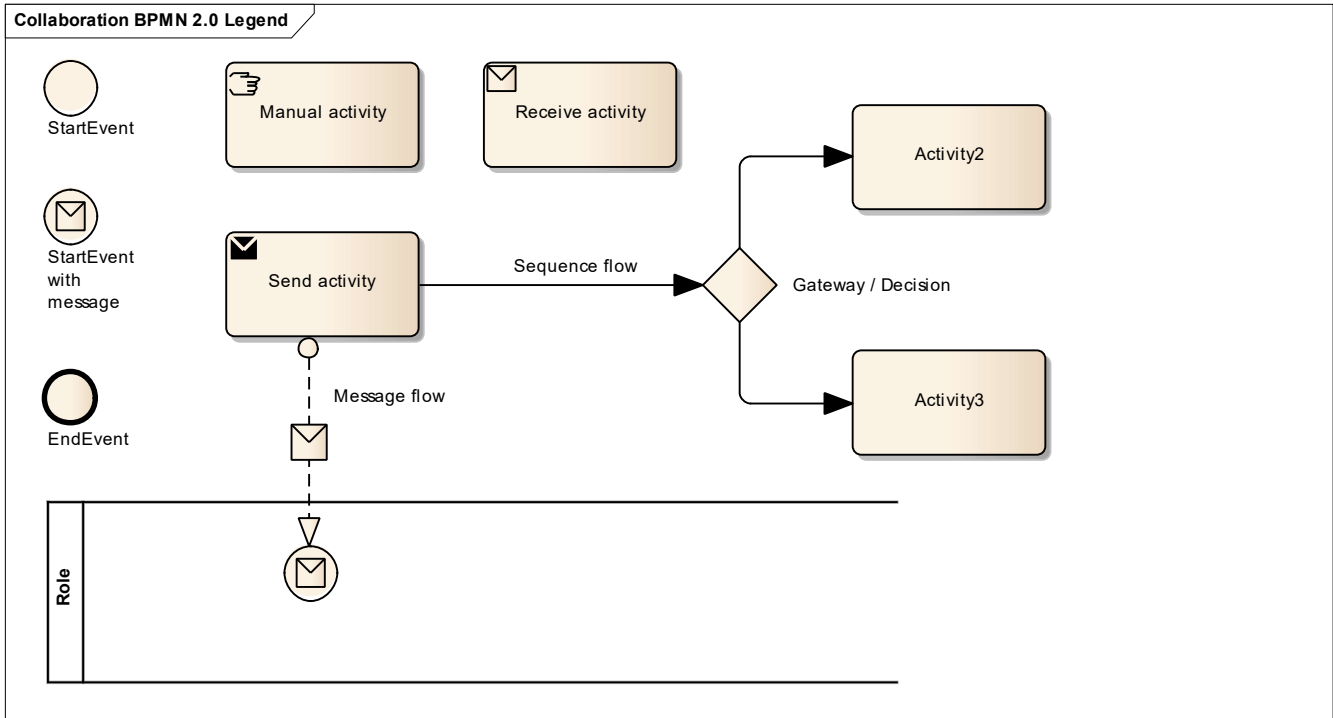 Collaboration BPMN 2.0 Legend
StartEvent
Manual activity
Receive activity
Activity2
StartEvent
with
message
Send activity
Sequence flow
Gateway / Decision
Message flow
EndEvent
Activity3
Role